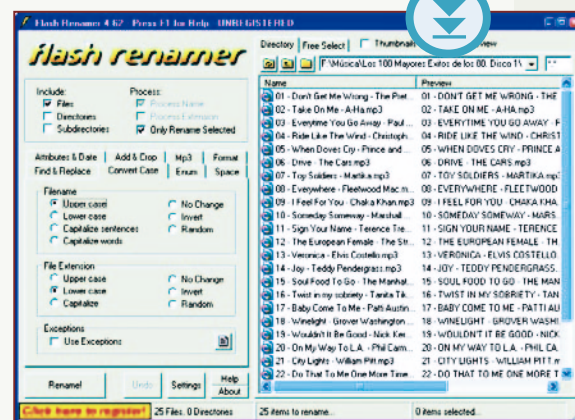 Flash Renamer 4.62 Press F1 for Help UNREGISTERED
flash renamer
Include:
Process:
Files
Process Name
Directories
Process Extension
Subdirectories
Only Rename Selected
Attributes & Date
Add & Crop
Mp3
Format
Find & Replace
Convert Case
Enum
Space
Filename
Upper case
No Change
Lower case
Invert
Capitalize sentences
Random
Capitalize words
File Extension
Upper case
No Change
Lower case
Invert
Capitalize
Random
Exceptions
Use Exceptions
Rename!
Undo
Settings
Help
About
Click here to register!
25 Files, 0 Directories
Directory
Free Select
F:\Música\Los 100 Mayores Exitos de los 80. Disco 1\
Name
Preview
01 - Don't Get Me Wrong - The Pret...
01 - DON'T GET ME WRONG - THE
02 - Take On Me - A-Ha.mp3
02 - TAKE ON ME - A-HA.mp3
03 - Everytime You Go Away - Paul ...
03 - EVERYTIME YOU GO AWAY - P
04 - Ride Like The Wind - Christoph...
04 - RIDE LIKE THE WIND - CHRIST
05 - When Doves Cry - Prince and ...
05 - WHEN DOVES CRY - PRINCE A
06 - Drive - The Cars.mp3
06 - DRIVE - THE CARS.mp3
07 - Toy Soldiers - Martika.mp3
07 - TOY SOLDIERS - MARTIKA.mp3
08 - Everywhere - Fleetwood Mac.m...
08 - EVERYWHERE - FLEETWOOD
09 - I Feel For You - Chaka Khan.mp3
09 - I FEEL FOR YOU - CHAKA KHA
10 - Someday Someway - Marshall ...
10 - SOMEDAY SOMEWAY - MARS
11 - Sign Your Name - Terence Tre...
11 - SIGN YOUR NAME - TERENCE
12 - The European Female - The Str...
12 - THE EUROPEAN FEMALE - TH
13 - Veronica - Elvis Costello.mp3
13 - VERONICA - ELVIS COSTELLO.
14 - Joy - Teddy Pendergrass.mp3
14 - JOY - TEDDY PENDERGRASS.
15 - Soul Food To Go - The Manhat...
15 - SOUL FOOD TO GO - THE MAN
16 - Twist in my sobriety - Tanita Tik...
16 - TWIST IN MY SOBRIETY - TAN
17 - Baby Come To Me - Patti Austin
17 - BABY COME TO ME - PATTI AU
18 - Winelight - Grover Washington ...
18 - WINELIGHT - GROVER WASHI
19 - Wouldn't It Be Good - Nick Ker...
19 - WOULDN'T IT BE GOOD - NICK
20 - On My Way To L.A. - Phil Carm...
20 - ON MY WAY TO L.A. - PHIL CA
21 - City Lights - William Pitt.mp3
21 - CITY LIGHTS - WILLIAM PITT.m
22 - Do That To Me One More Time...
22 - DO THAT TO ME ONE MORE T
25 items to rename...
0 items selected...